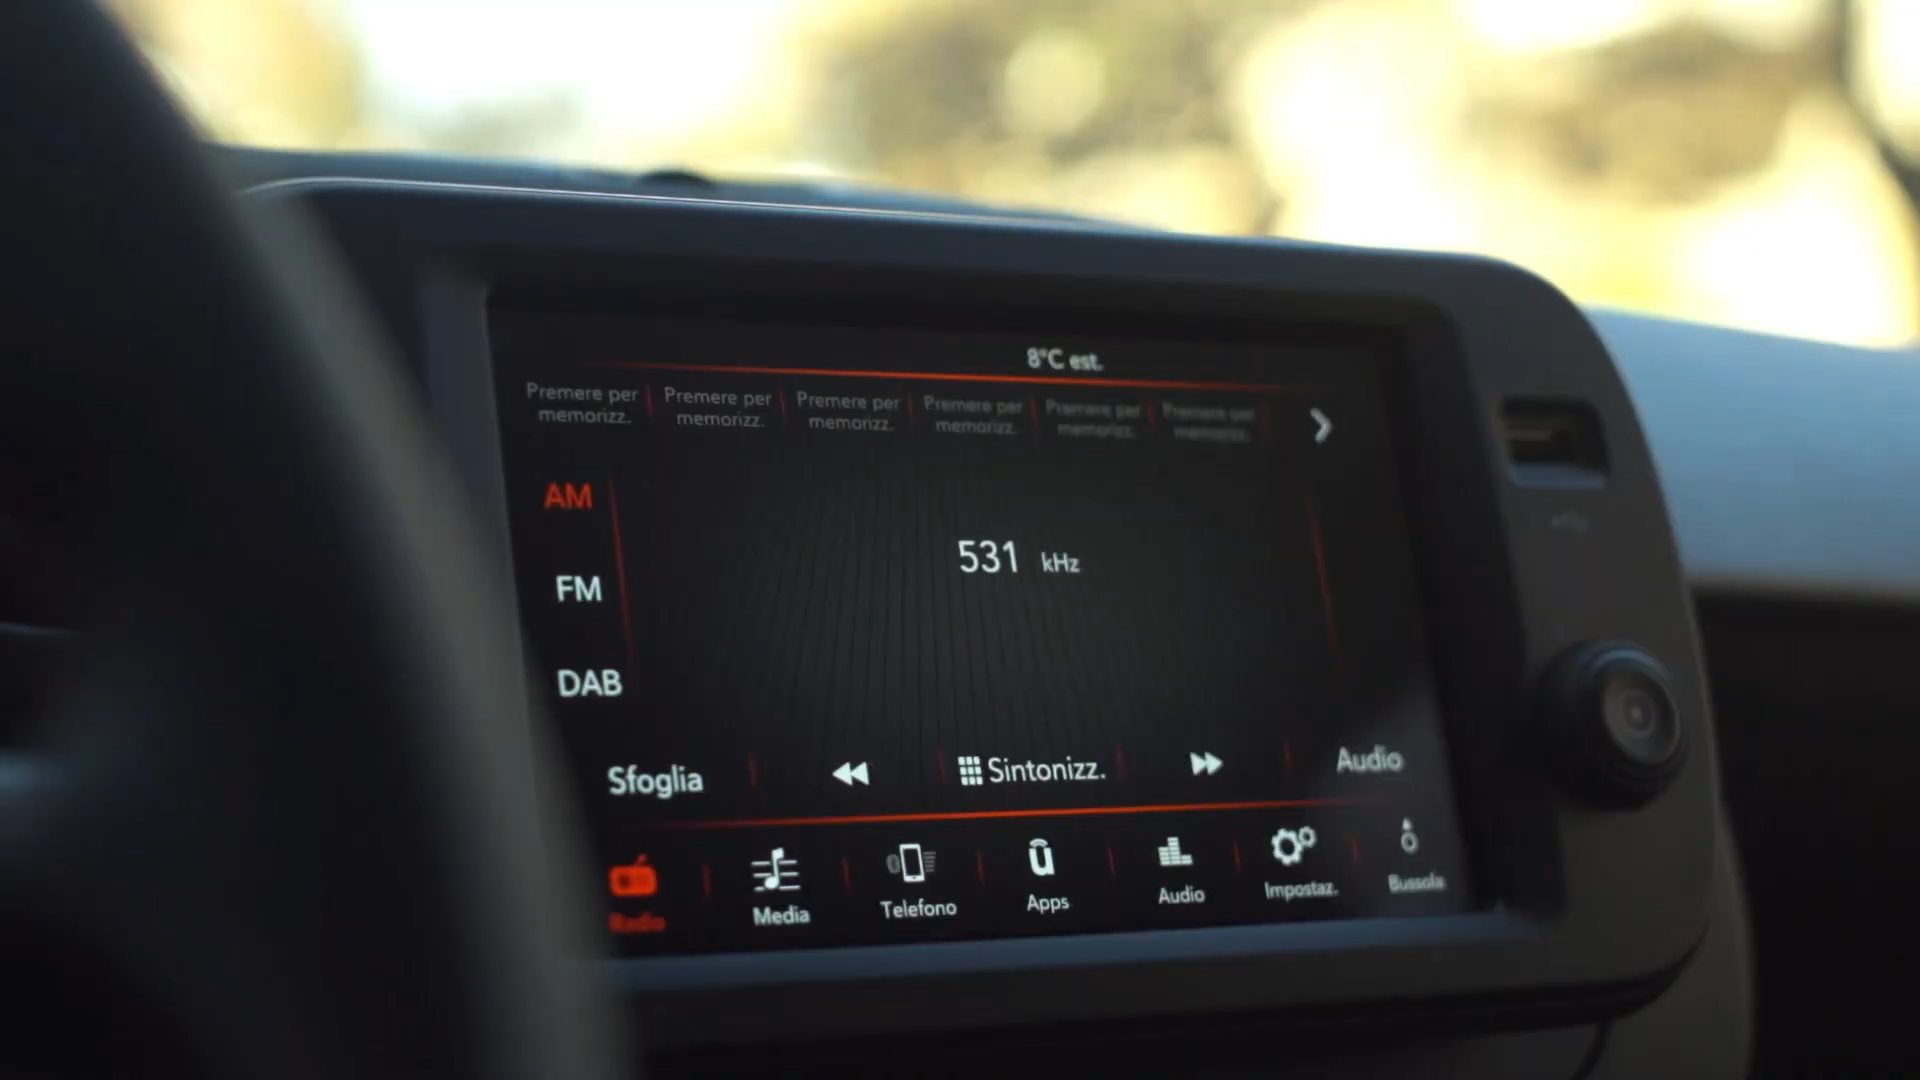 8°C est.
Premere per
memorizz.
Premere per
memorizz.
Premere per
memorizz.
Premere per
memorizz.
Premere per
memorizz.
Premere per
memorizz.
AM
531 kHz
FM
DAB
Sfoglia
Sintonizz.
Audio
Radio
Media
Telefono
Apps
Audio
Impostaz.
Bussola